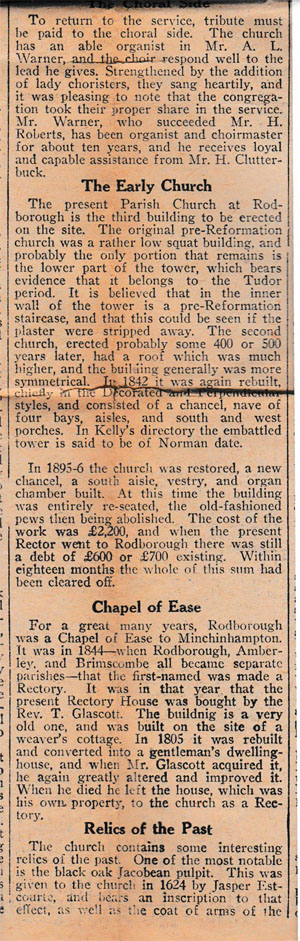 The Choral Side
To return to the service, tribute must
be paid to the choral side. The church
has an able organist in Mr. A. L.
Warner, and the choir respond well to the
lead he gives. Strengthened by the addition
of lady choristers, they sang heartily, and
it was pleasing to note that the congrega-
tion took their proper share in the service.
Mr. Warner, who succeeded Mr. H.
Roberts, has been organist and choirmaster
for about ten years, and he receives loyal
and capable assistance from Mr. H. Clutter-
buck.
The Early Church
The present Parish Church at Rod-
borough is the third building to be erected
on the site. The original pre-Reformation
church was a rather low squat building, and
probably the only portion that remains is
the lower part of the tower, which bears
evidence that it belongs to the Tudor
period. It is believed that in the inner
wall of the tower is a pre-Reformation
staircase, and that this could be seen if the
plaster were stripped away. The second
church, erected probably some 400 or 500
years later, had a roof which was much
higher, and the building generally was more
symmetrical. In 1842 it was again rebuilt,
chiefly in the Decorated and Perpendicular
styles, and consisted of a chancel, nave of
four bays, aisles, and south and west
porches. In Kelly's directory the embattled
tower is said to be of Norman date.
In 1895-6 the church was restored, a new
chancel, a south aisle, vestry, and organ
chamber built. At this time the building
was entirely re-seated, the old-fashioned
pews then being abolished. The cost of the
work was £2,200, and when the present
Rector went to Rodborough there was still
a debt of £600 or £700 existing. Within
eighteen months the whole of this sum had
been cleared off.
Chapel of Ease
For a great many years, Rodborough
was a Chapel of Ease to Minchinhampton.
It was in 1844—when Rodborough, Amber-
ley, and Brimscombe all became separate
parishes—that the first-named was made a
Rectory. It was in that year that the
present Rectory House was bought by the
Rev. T. Glascott. The buildnig is a very
old one, and was built on the site of a
weaver's cottage. In 1805 it was rebuilt
and converted into a gentleman's dwelling-
house, and when Mr. Glascott acquired it,
he again greatly altered and improved it.
When he died he left the house, which was
his own property, to the church as a Rec-
tory.
Relics of the Past
The church contains some interesting
relics of the past. One of the most notable
is the black oak Jacobean pulpit. This was
given to the church in 1624 by Jasper Est-
courte, and bears an inscription to that
effect, as well as the coat of arms of the